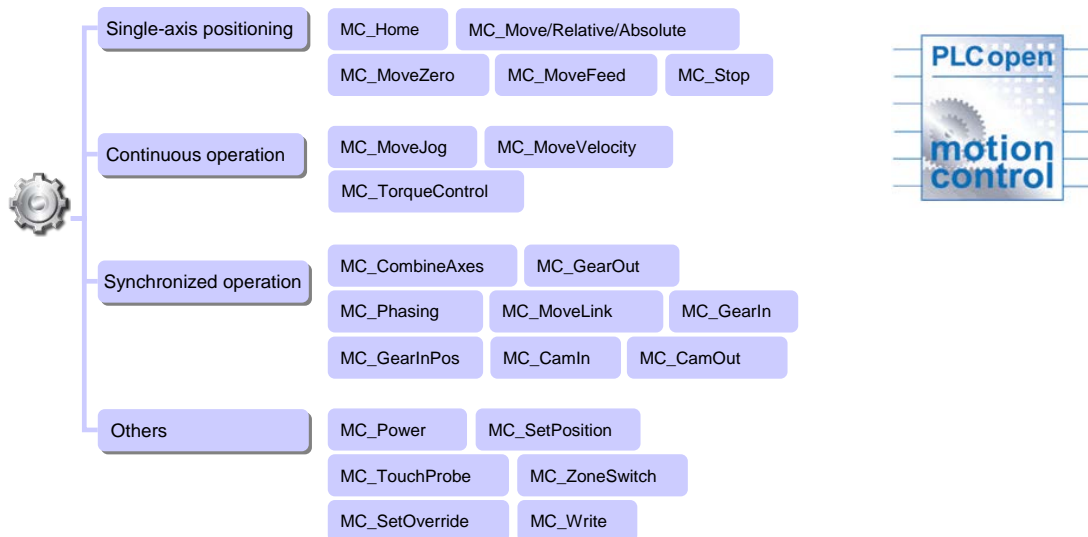 Single-axis positioning
MC_Home
MC_Move/Relative/Absolute
MC_MoveZero
MC_MoveFeed
MC_Stop
Continuous operation
MC_MoveJog
MC_MoveVelocity
MC_TorqueControl
Synchronized operation
MC_CombineAxes
MC_GearOut
MC_Phasing
MC_MoveLink
MC_GearIn
MC_GearInPos
MC_CamIn
MC_CamOut
Others
MC_Power
MC_SetPosition
MC_TouchProbe
MC_ZoneSwitch
MC_SetOverride
MC_Write
PLCopen
motion
control